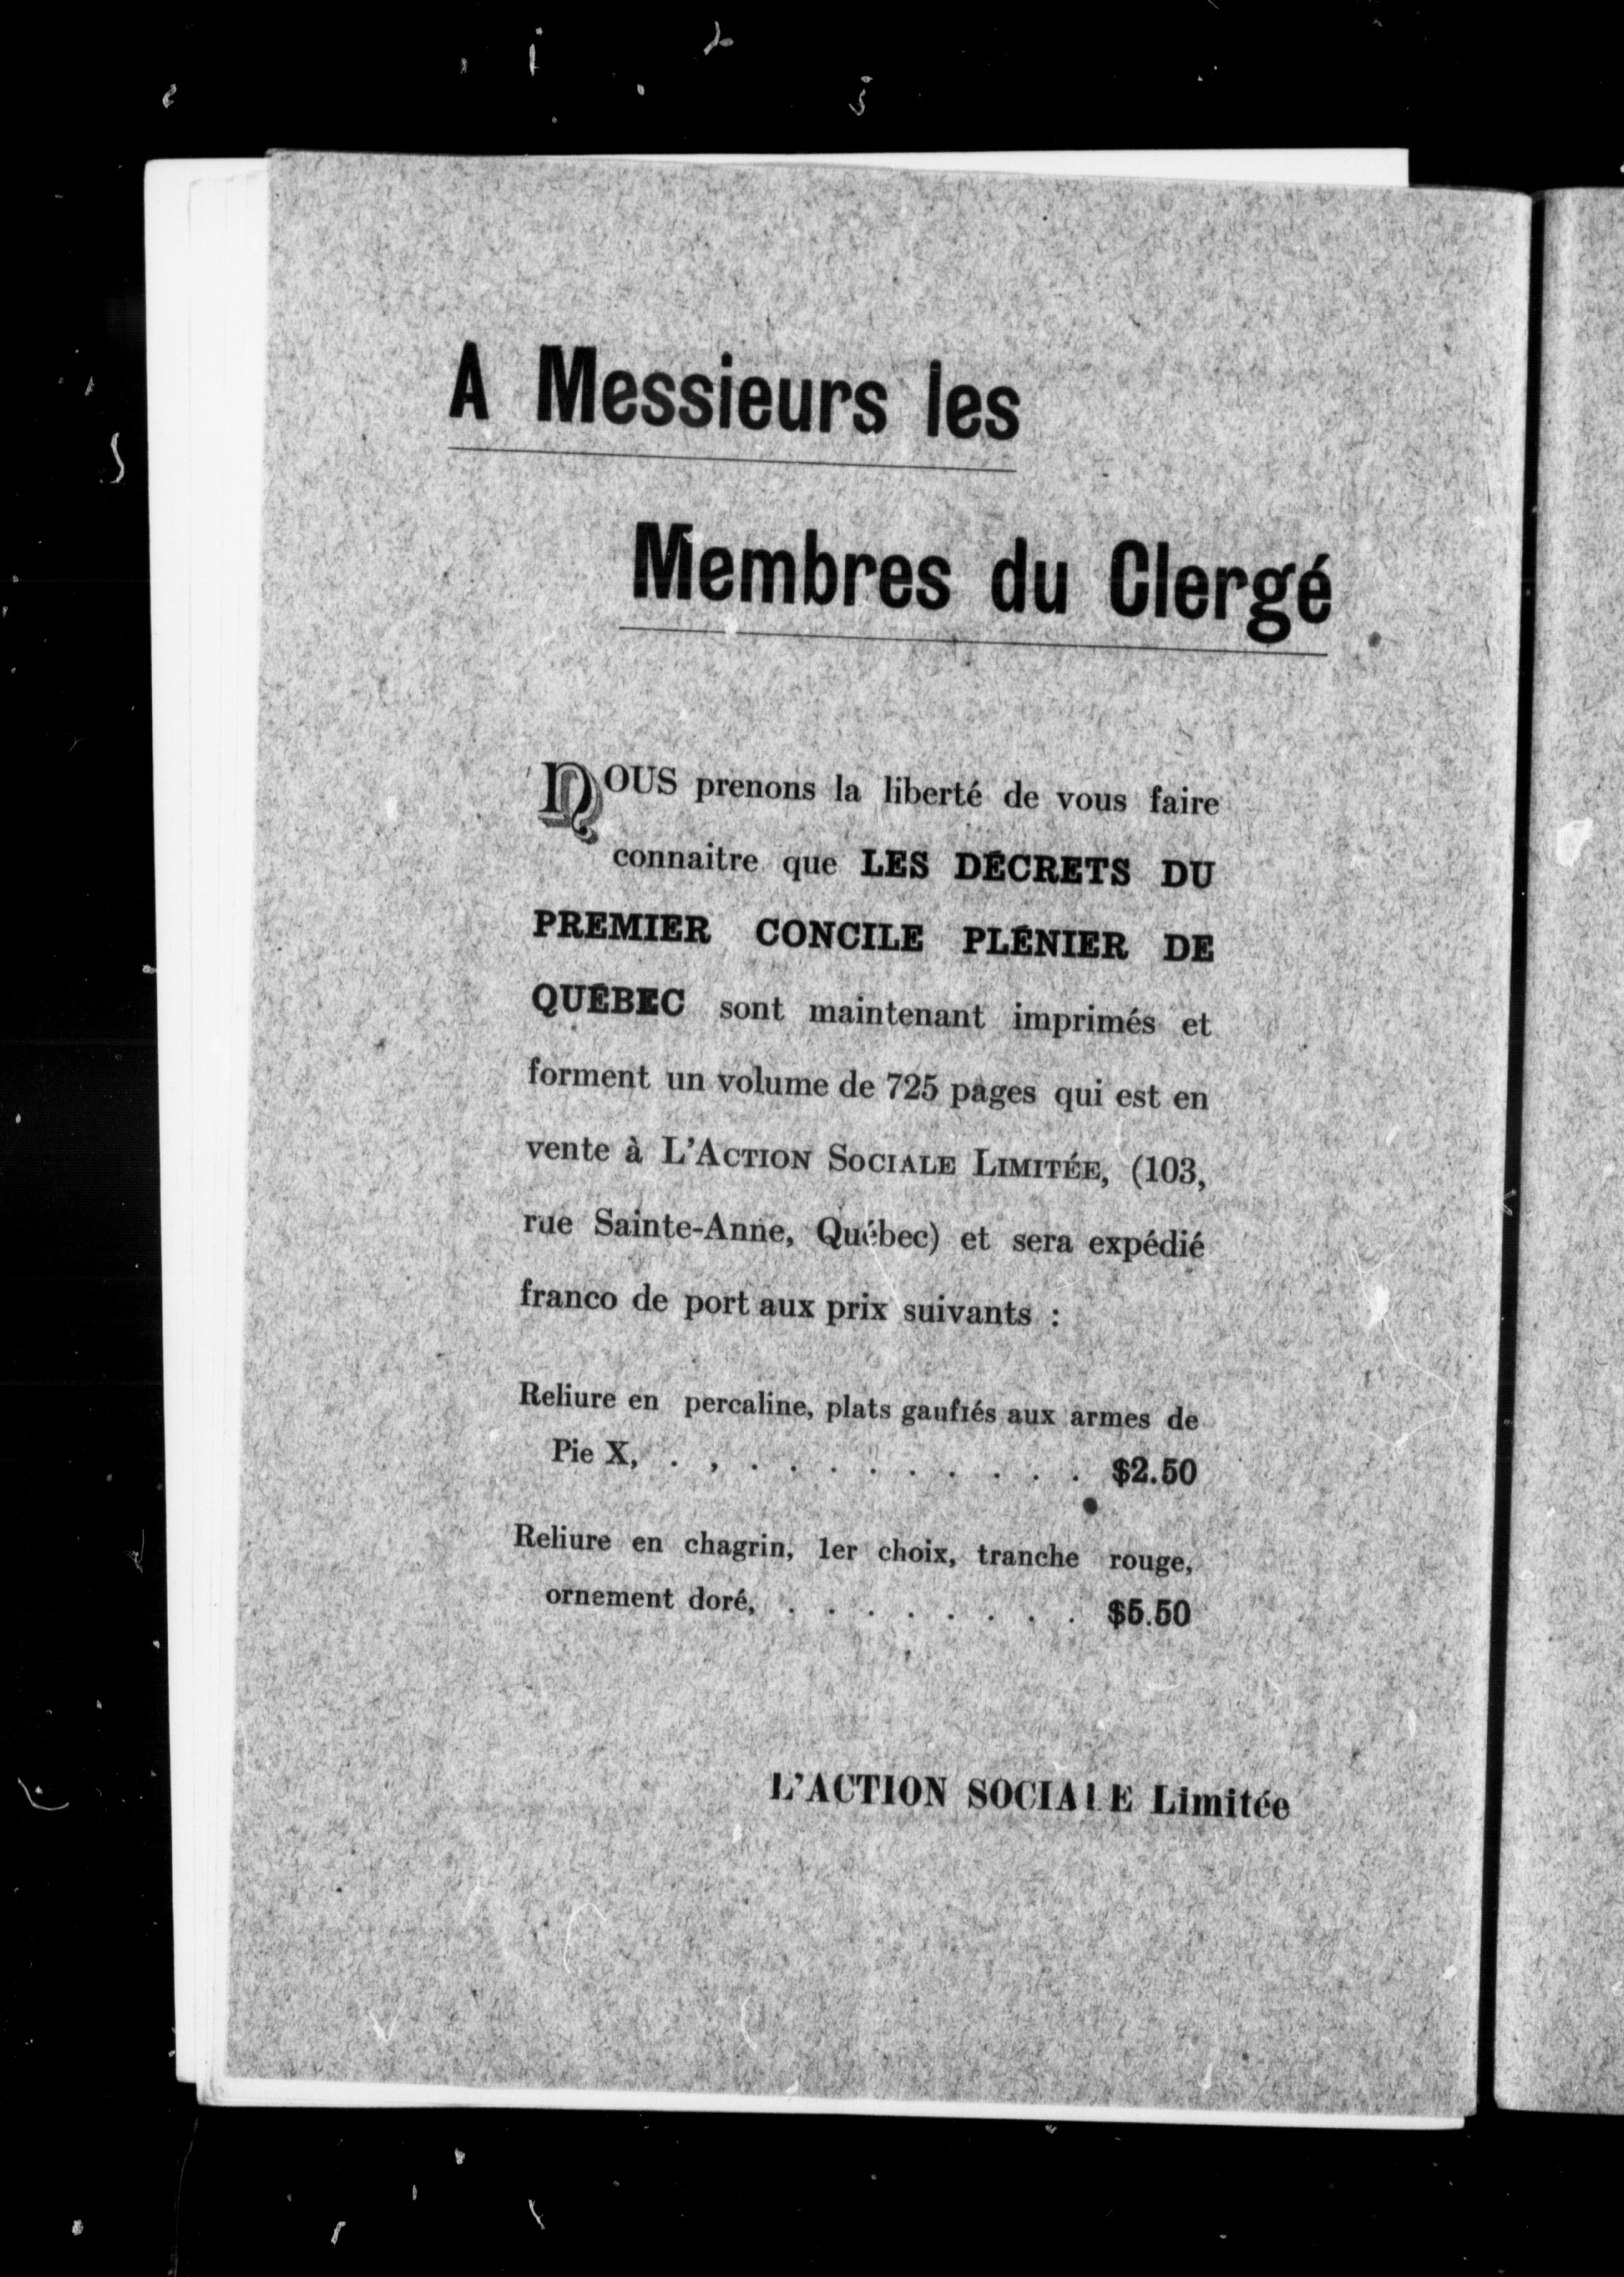 A Messieurs les
Membres du Clergé
NOUS prenons la liberté de vous faire
connaitre que LES DÉCRETS DU
PREMIER CONCILE PLÉNIER DE
QUÉBEC sont maintenant imprimés et
forment un volume de 725 pages qui est en
vente à L'ACTION SOCIALE LIMITÉE, (103,
rue Sainte-Anne, Québec) et sera expédié
franco de port aux prix suivants :
Reliure en percaline, plats gaufrés aux armes de
Pie X, . , . . . . . . . . . $2.50
Reliure en chagrin, 1er choix, tranche rouge,
ornement doré, . . . . . . . . $5.50
L'ACTION SOCIALE Limitée